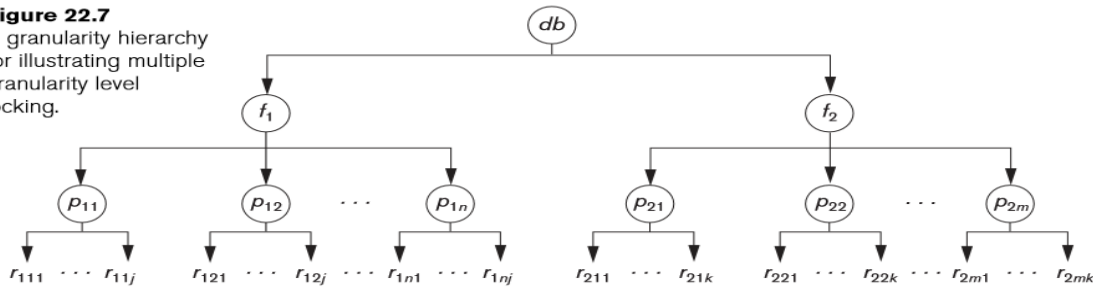 igure 22.7
granularity hierarchy
or illustrating multiple
ranularity level
ocking.
db
f1 f2
p11 p12 · · · p1n p21 p22 · · · p2m
r111 · · · r11j r121 · · · r12j · · · r1n1 · · · r1nj r211 · · · r21k r221 · · · r22k · · · r2m1 · · · r2mk